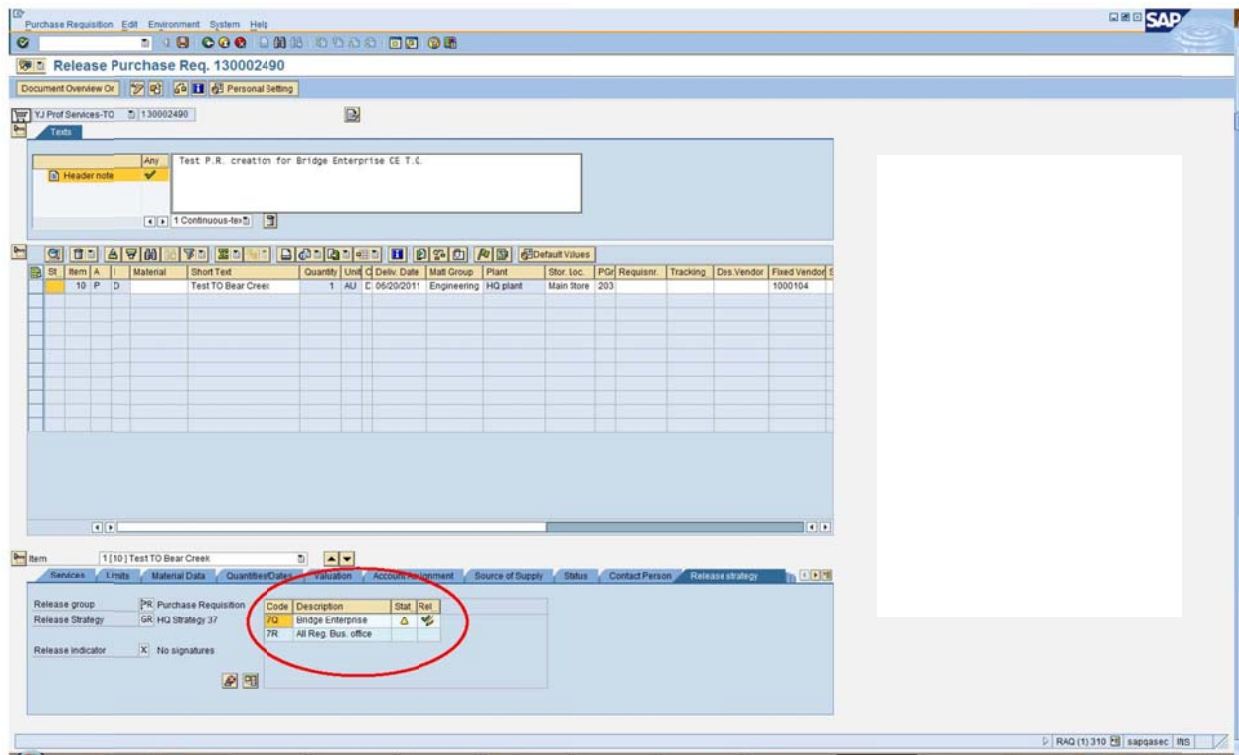 Purchase Requisition Edit Environment System Help
SAP
Release Purchase Req. 130002490
Document Overview On Personal Setting
YJ Prof Services-TO 130002490
Texts
Any
Header note
Test P.R. creation for Bridge Enterprise CE T.O.
1 Continuous-tex
Default Values
St Item A I Material Short Text Quantity Unit C Deliv. Date Matl Group Plant Stor. Loc. PGr Requisnr. Tracking Des.Vendor Fixed Vendor S
10 P D Test TO Bear Creek 1 AU D 06/20/201 Engineering HQ plant Main Store 203 1000104
Item 1 [ 10 ] Test TO Bear Creek
Services Limits Material Data Quantities/Dates Valuation Account Assignment Source of Supply Status Contact Person Release strategy
Release group PR Purchase Requisition
Release Strategy GR HQ Strategy 37
Release indicator X No signatures
Code Description Stat Rel
7Q Bridge Enterprise
7R All Reg. Bus. office
RAQ (1) 310 sapqasec INS